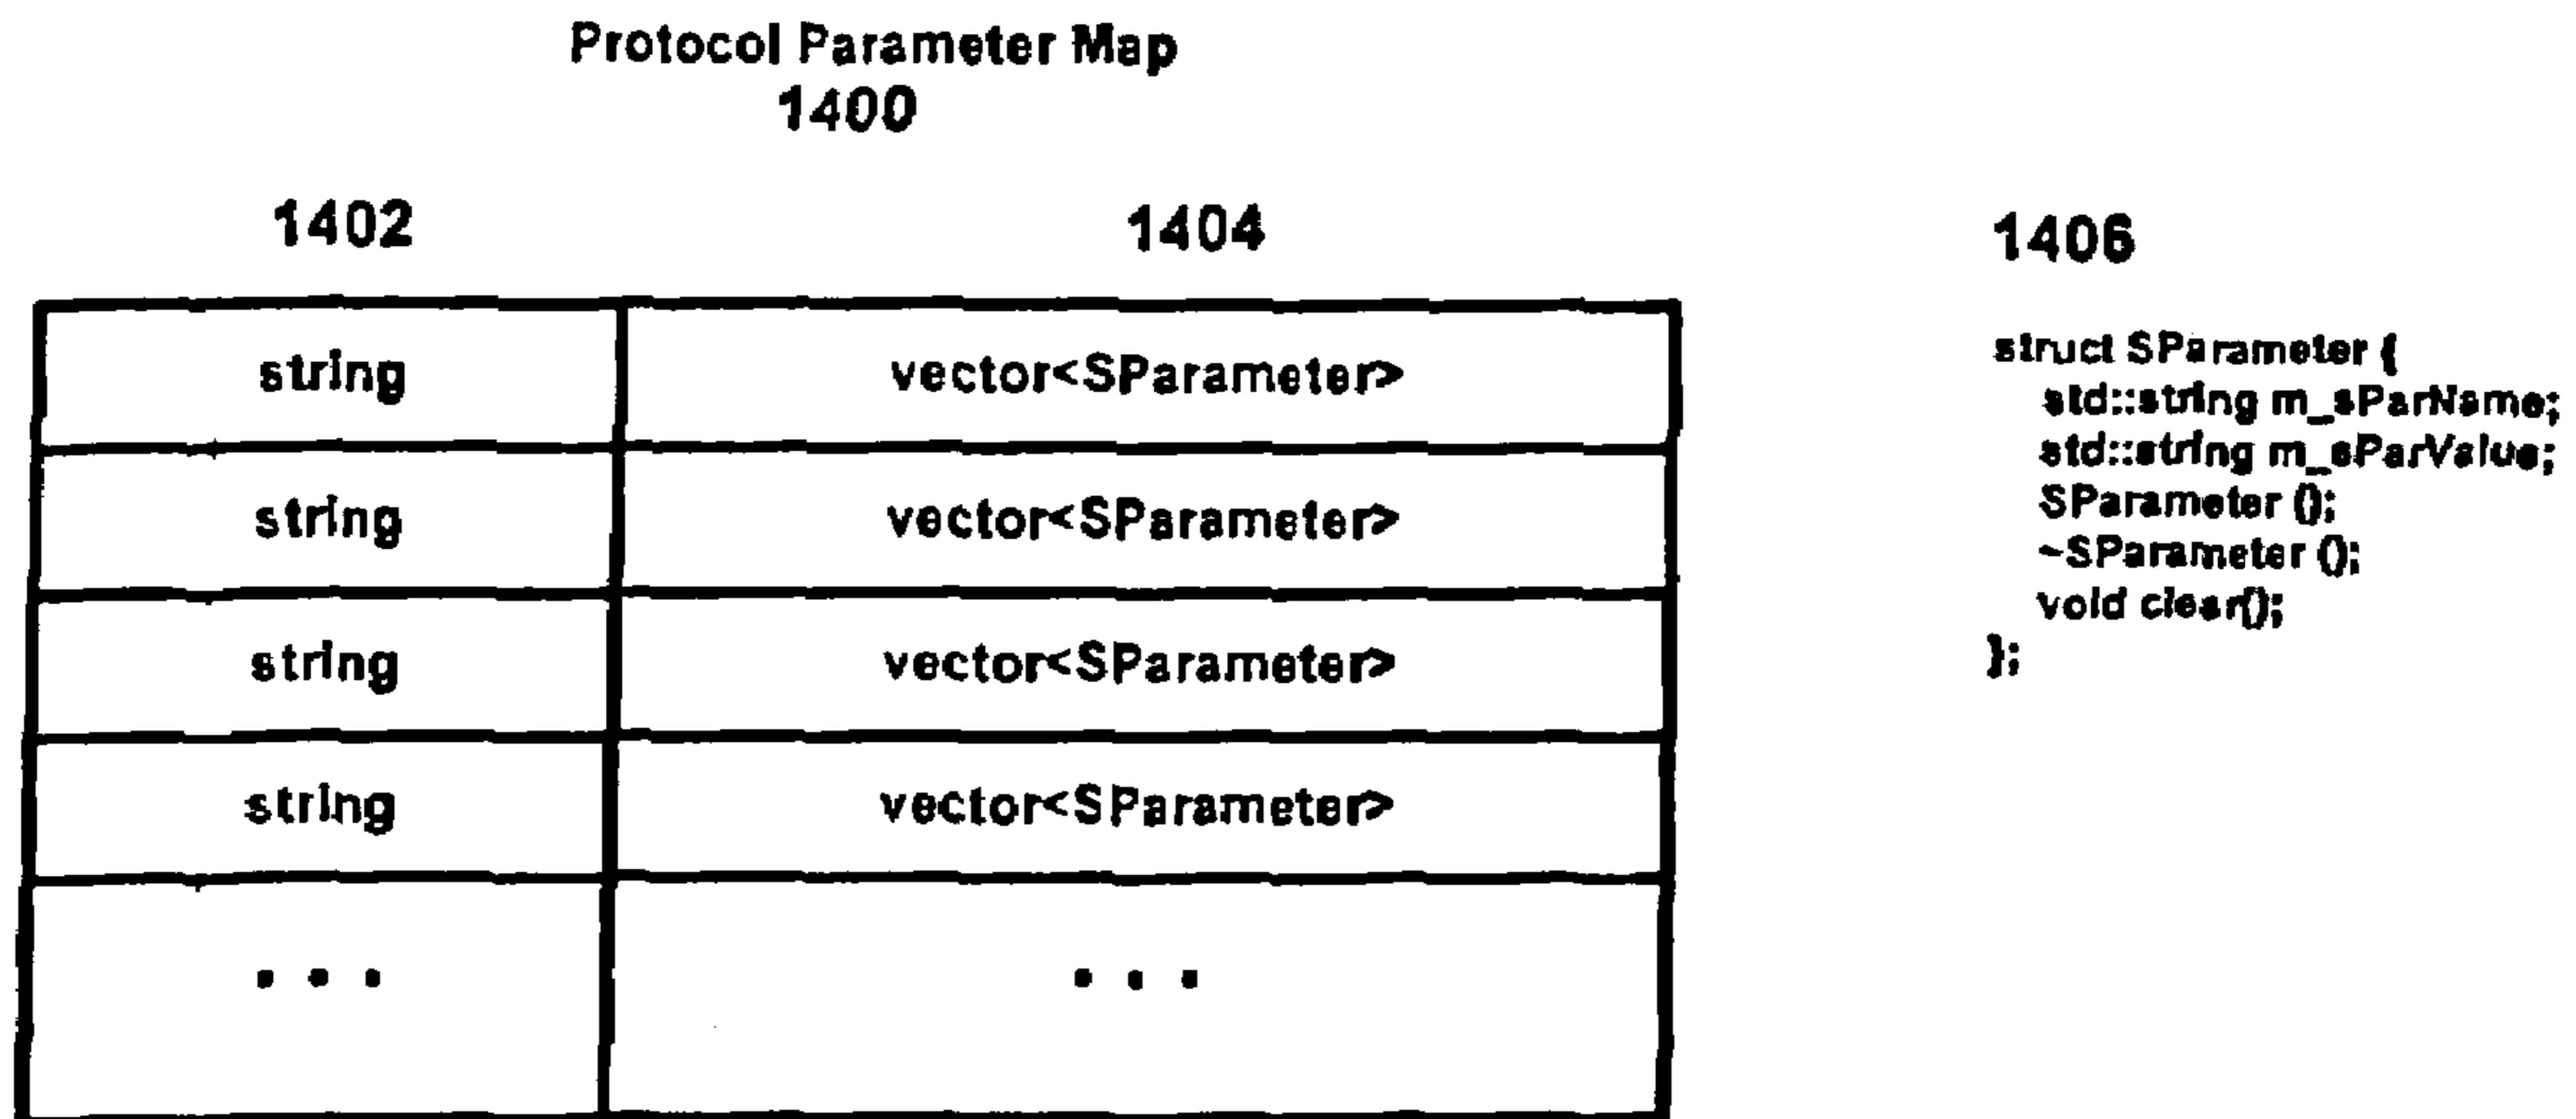 Protocol Parameter Map
1400
1402 1404
string vector<SParameter>
string vector<SParameter>
string vector<SParameter>
string vector<SParameter>
. . . . . .
1406
struct SParameter {
std::string m_sParName;
std::string m_sParValue;
SParameter ();
~SParameter ();
void clear();
};